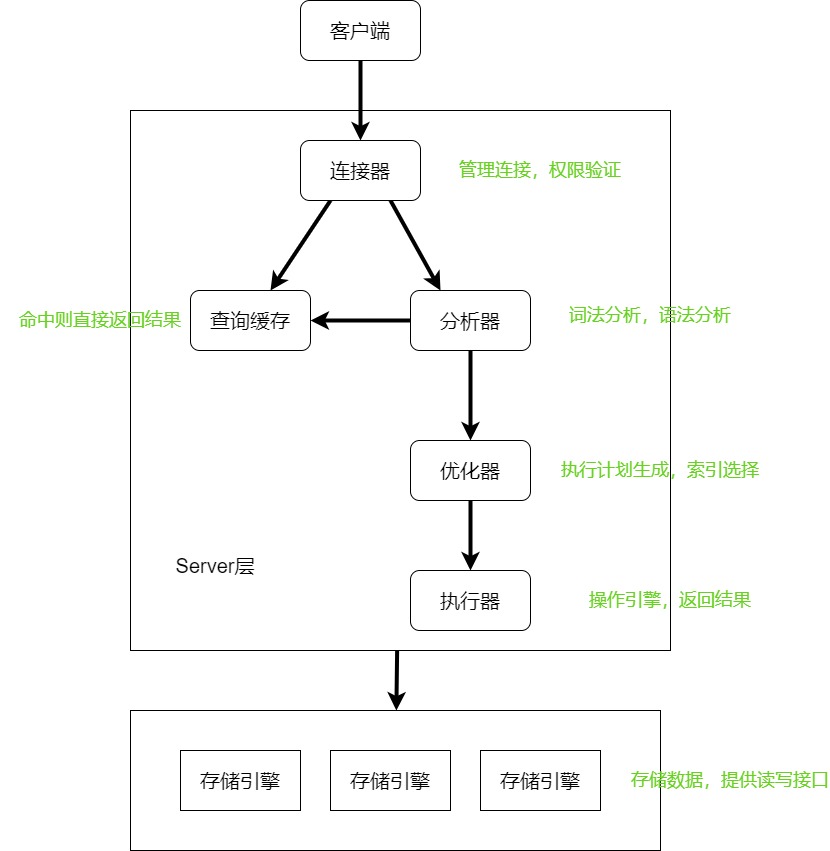 客户端
连接器
管理连接，权限验证
命中则直接返回结果
查询缓存
分析器
词法分析，语法分析
优化器
执行计划生成，索引选择
Server层
执行器
操作引擎，返回结果
存储引擎
存储引擎
存储引擎
存储数据，提供读写接口